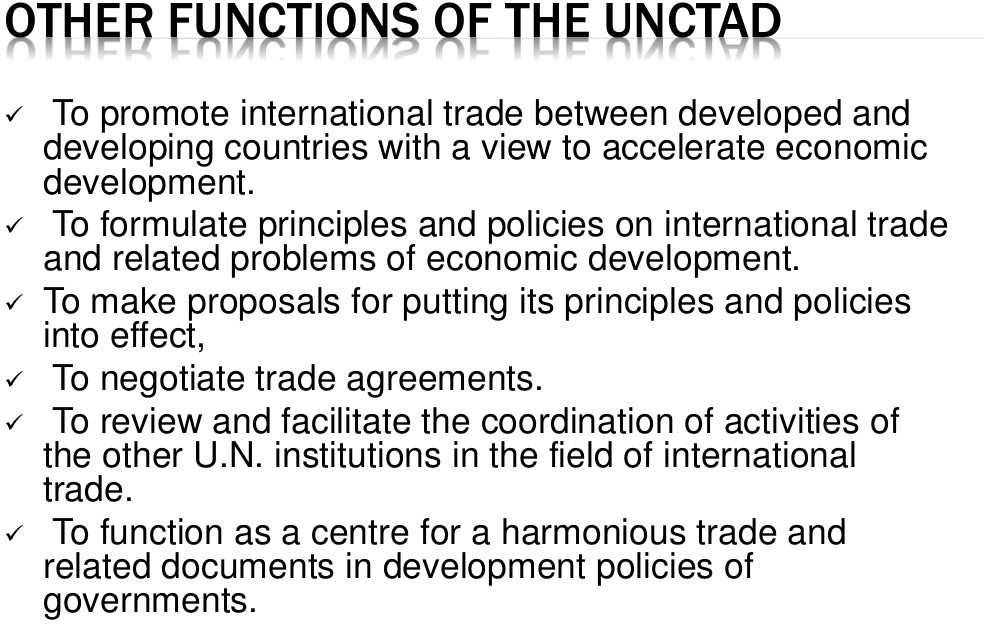 OTHER FUNCTIONS OF THE UNCTAD
✓ To promote international trade between developed and
developing countries with a view to accelerate economic
development.
✓ To formulate principles and policies on international trade
and related problems of economic development.
✓ To make proposals for putting its principles and policies
into effect,
✓ To negotiate trade agreements.
✓ To review and facilitate the coordination of activities of
the other U.N. institutions in the field of international
trade.
✓ To function as a centre for a harmonious trade and
related documents in development policies of
governments.